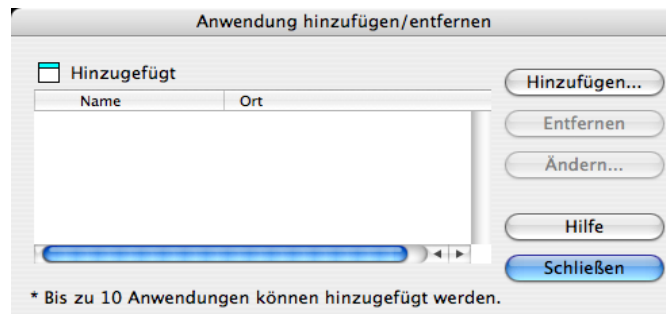 Anwendung hinzufügen/entfernen
Hinzugefügt
Name Ort
Hinzufügen...
Entfernen
Ändern...
Hilfe
Schließen
* Bis zu 10 Anwendungen können hinzugefügt werden.